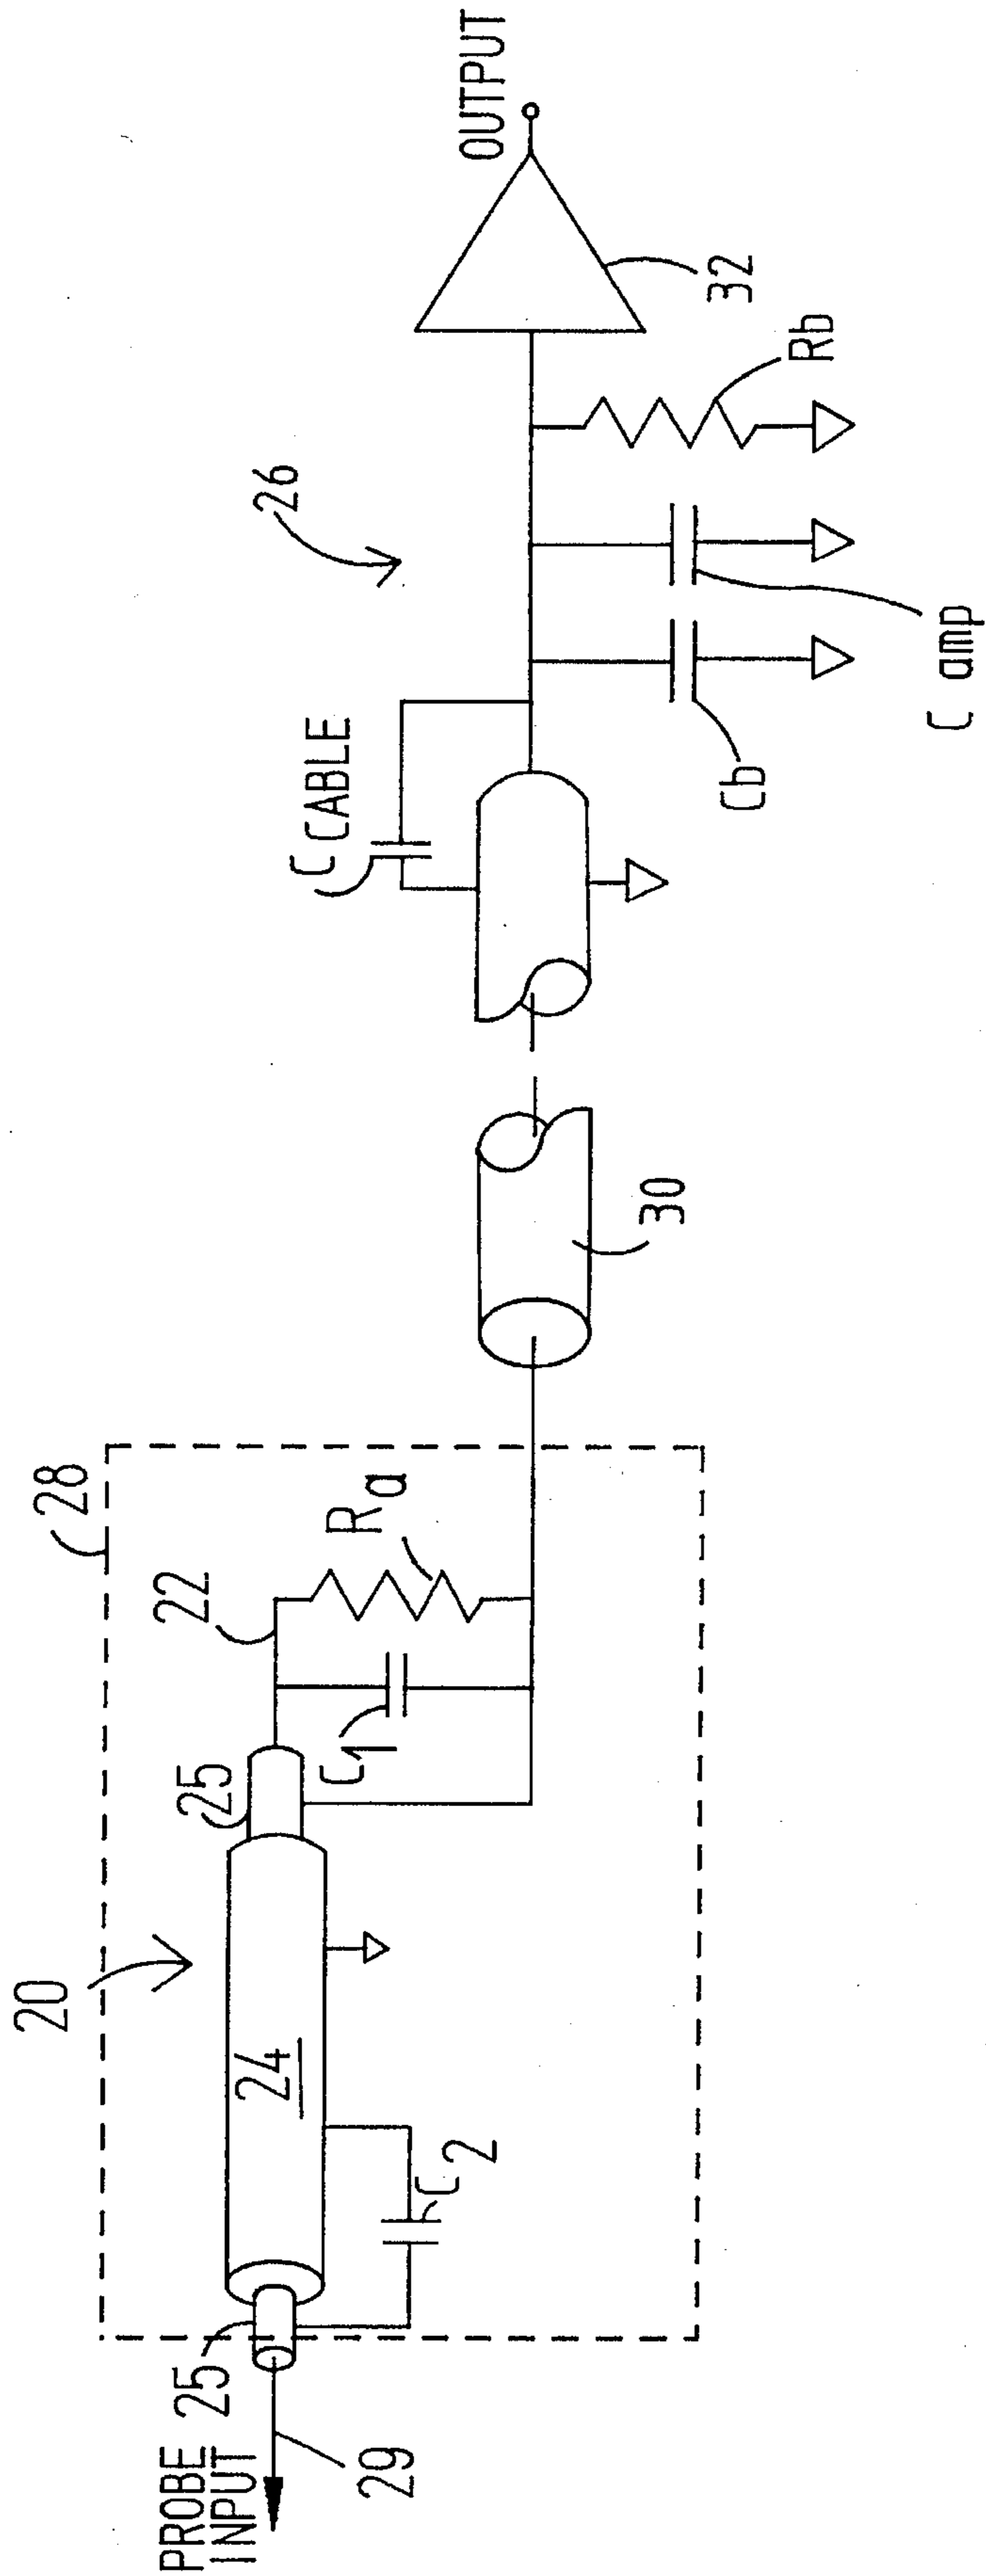 PROBE
INPUT
29
25
20
24
C2
25
C1
22
28
Ra
30
C CABLE
26
Cb
C amp
Rb
32
OUTPUT